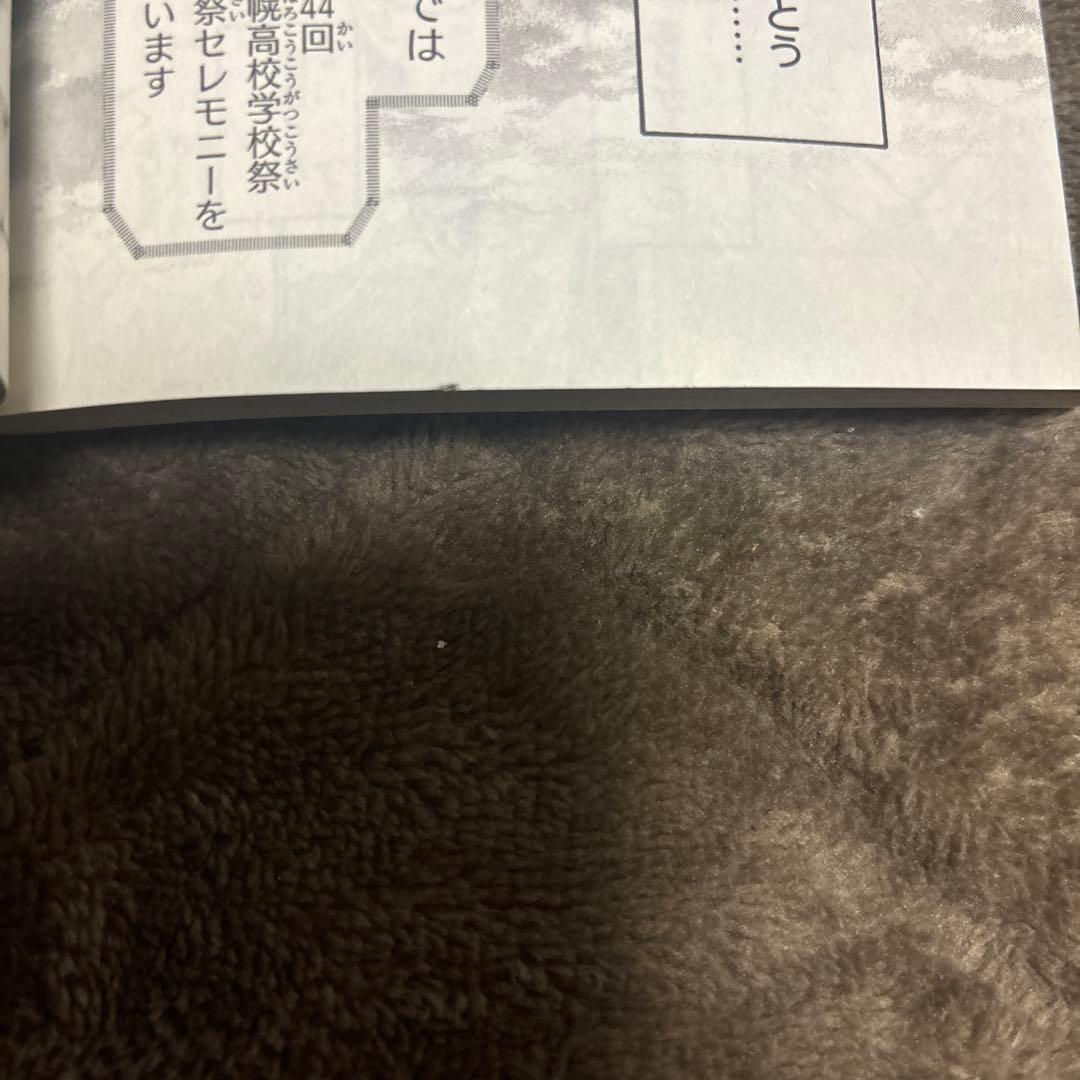 とう
……
では
44回
幌高校学校祭
祭セレモニーを
います